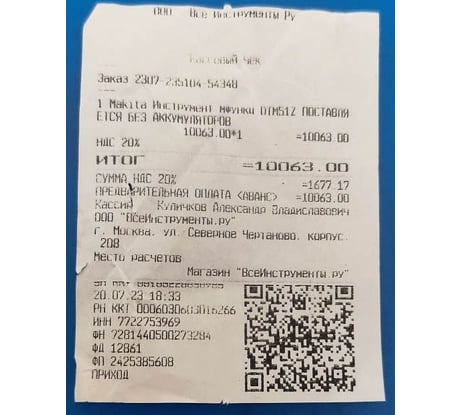 ООО "Все Инструменты Ру"
Кассовый чек
Заказ 2307-235104-54348
1 Makita Инструмент мфункц DTM51Z ПОСТАВЛЯ
ЕТСЯ БЕЗ АККУМУЛЯТОРОВ
10063.00*1 =10063.00
НДС 20%
ИТОГ =10063.00
СУММА НДС 20% =1677.17
ПРЕДВАРИТЕЛЬНАЯ ОПЛАТА <АВАНС> =10063.00
Кассир Куличков Александр Владиславович
ООО "ВсеИнструменты.ру"
г. Москва, ул. Северное Чертаново, корпус.
208
Место расчетов
Магазин "ВсеИнструменты.ру"
20.07.23 18:33
РН ККТ 0006030603016266
ИНН 7722753969
ФН 7281440500273284
ФД 12861
ФП 2425385608
ПРИХОД